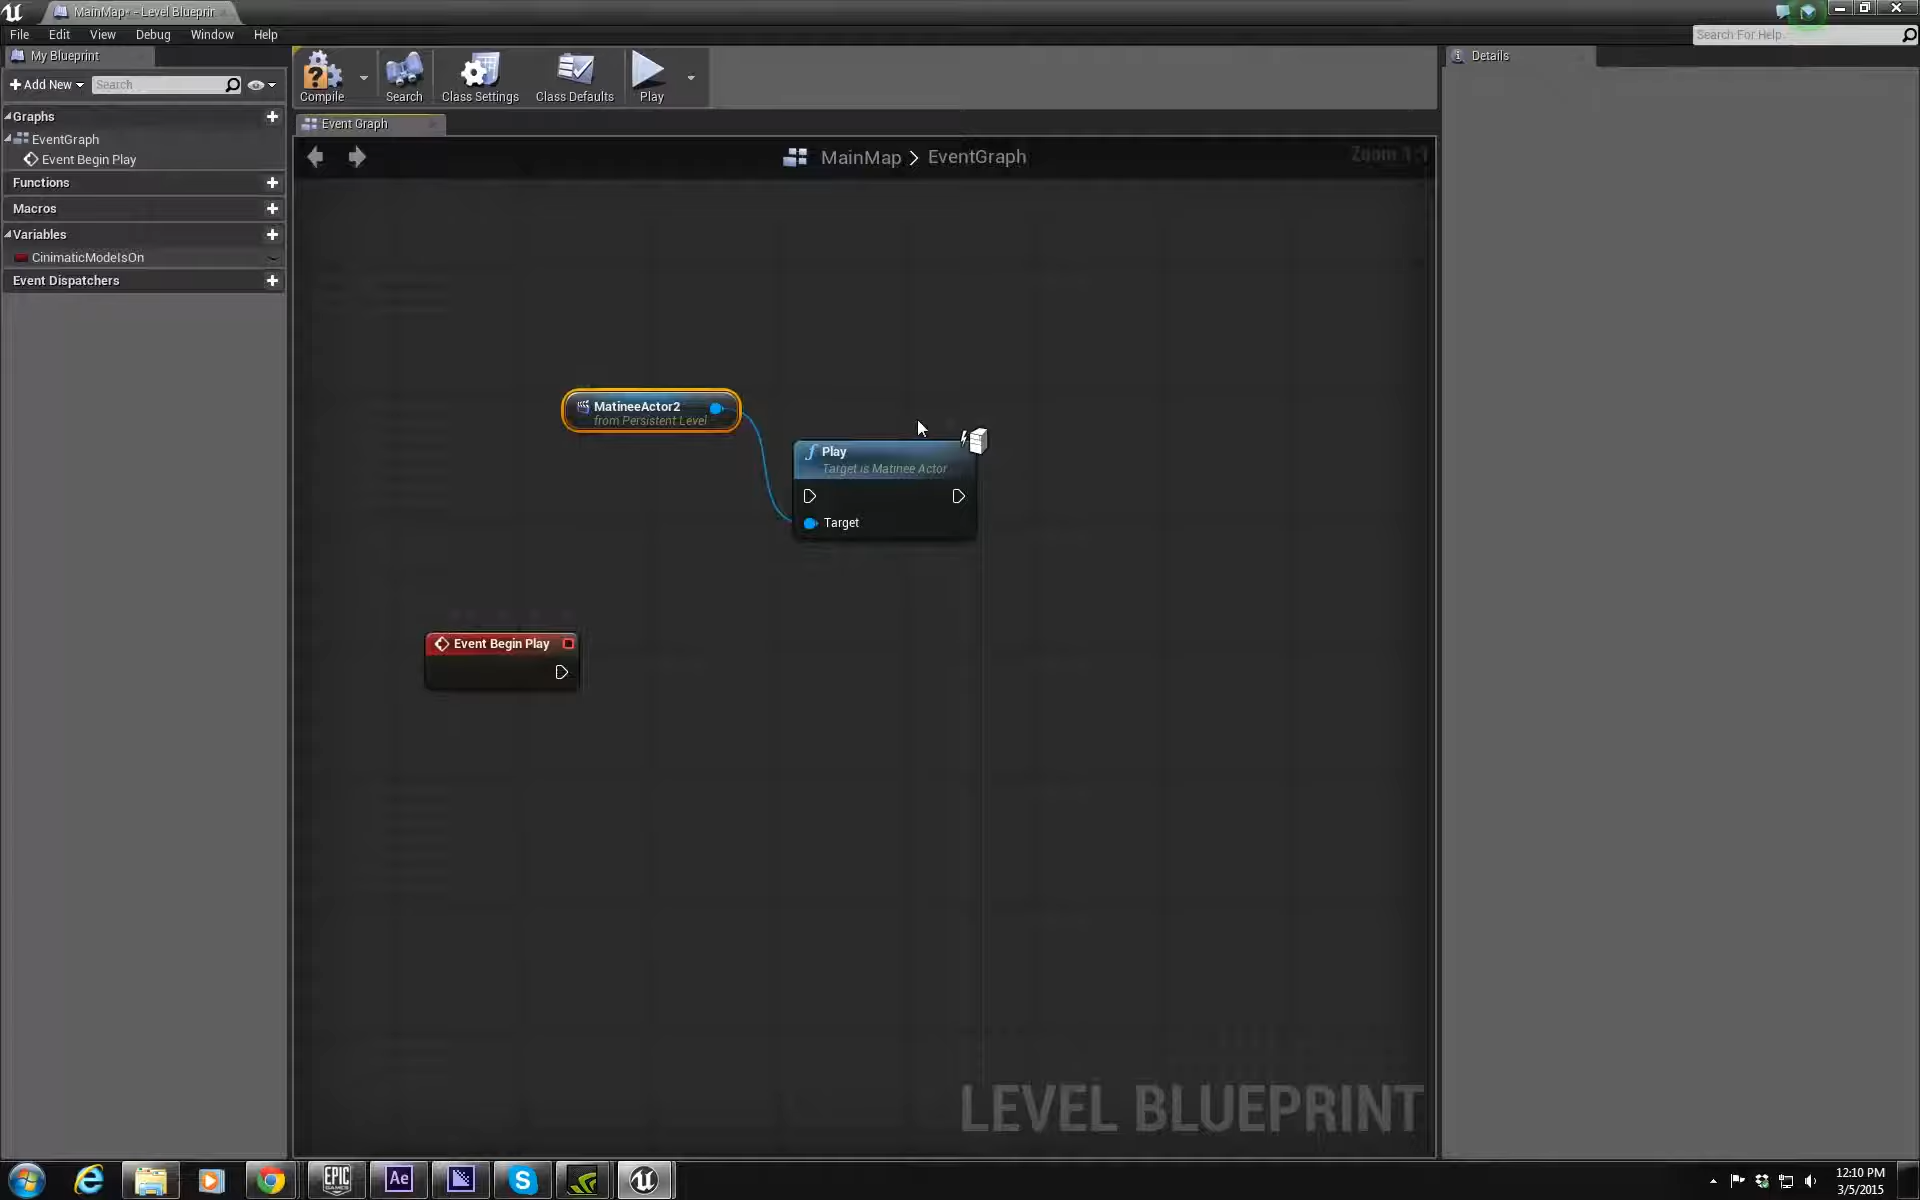 MainMap* - Level Blueprint
File Edit View Debug Window Help
Search For Help
My Blueprint
Details
Add New
Search
Compile
Search
Class Settings
Class Defaults
Play
Graphs
EventGraph
Event Begin Play
Functions
Macros
Variables
CinimaticModeIsOn
Event Dispatchers
Event Graph
MainMap > EventGraph
Zoom 1:1
MatineeActor2
from Persistent Level
Play
Target is Matinee Actor
Target
Event Begin Play
LEVEL BLUEPRINT
EPIC
GAMES
Ae
12:10 PM
3/5/2015